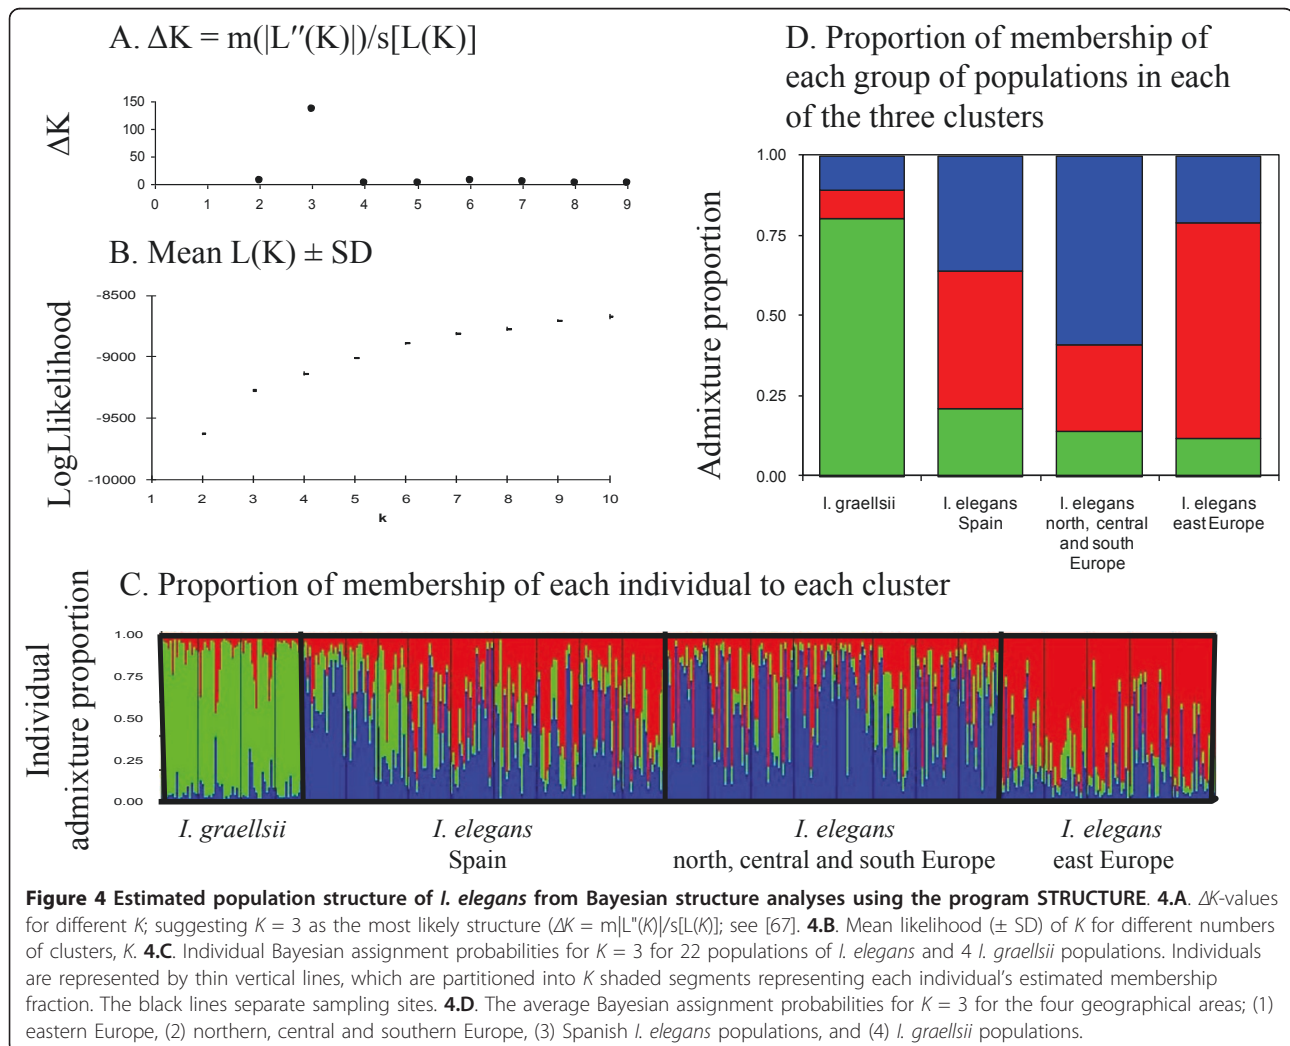 A. ΔK = m(|L″(K)|)/s[L(K)]
ΔK
150
100
50
0
0 1 2 3 4 5 6 7 8 9
B. Mean L(K) ± SD
LogLlikelihood
-8500
-9000
-9500
-10000
1 2 3 4 5 6 7 8 9 10
k
D. Proportion of membership of
each group of populations in each
of the three clusters
Admixture proportion
1.00
0.75
0.50
0.25
0.00
I. graellsii
I. elegans
Spain
I. elegans
north, central
and south
Europe
I. elegans
east Europe
C. Proportion of membership of each individual to each cluster
Individual
admixture proportion
1.00
0.75
0.50
0.25
0.00
I. graellsii
I. elegans
Spain
I. elegans
north, central and south Europe
I. elegans
east Europe
Figure 4 Estimated population structure of I. elegans from Bayesian structure analyses using the program STRUCTURE. 4.A. ΔK-values
for different K; suggesting K = 3 as the most likely structure (ΔK = m|L"(K)|/s[L(K)]; see [67]. 4.B. Mean likelihood (± SD) of K for different numbers
of clusters, K. 4.C. Individual Bayesian assignment probabilities for K = 3 for 22 populations of I. elegans and 4 I. graellsii populations. Individuals
are represented by thin vertical lines, which are partitioned into K shaded segments representing each individual's estimated membership
fraction. The black lines separate sampling sites. 4.D. The average Bayesian assignment probabilities for K = 3 for the four geographical areas; (1)
eastern Europe, (2) northern, central and southern Europe, (3) Spanish I. elegans populations, and (4) I. graellsii populations.